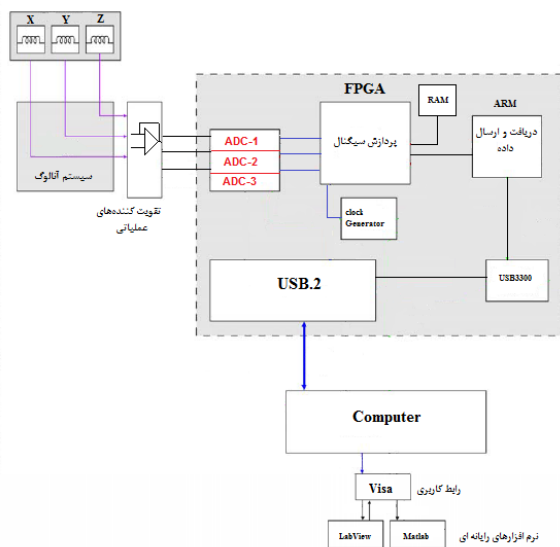 X Y Z
FPGA
RAM
ARM
ADC-1
ADC-2
ADC-3
پردازش سیگنال
دریافت و ارسال
داده
سیستم آنالوگ
تقویت کننده‌های
عملیاتی
clock
Generator
USB.2
USB3300
Computer
Visa
رابط کاربری
LabView
Matlab
نرم افزارهای رایانه ای